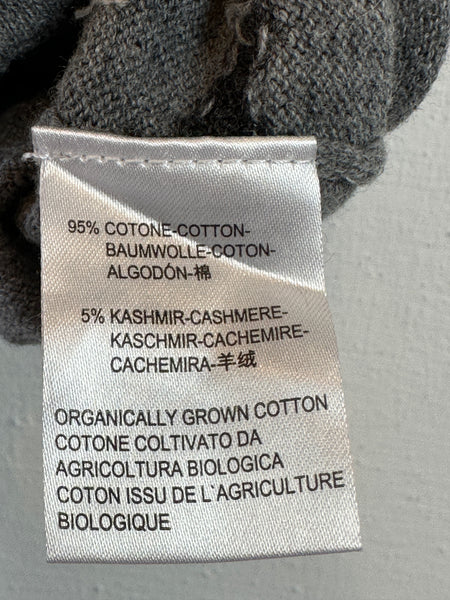 95% COTONE-COTTON-
BAUMWOLLE-COTON-
ALGODÓN-棉
5% KASHMIR-CASHMERE-
KASCHMIR-CACHEMIRE-
CACHEMIRA-羊绒
ORGANICALLY GROWN COTTON
COTONE COLTIVATO DA
AGRICOLTURA BIOLOGICA
COTON ISSU DE L`AGRICULTURE
BIOLOGIQUE